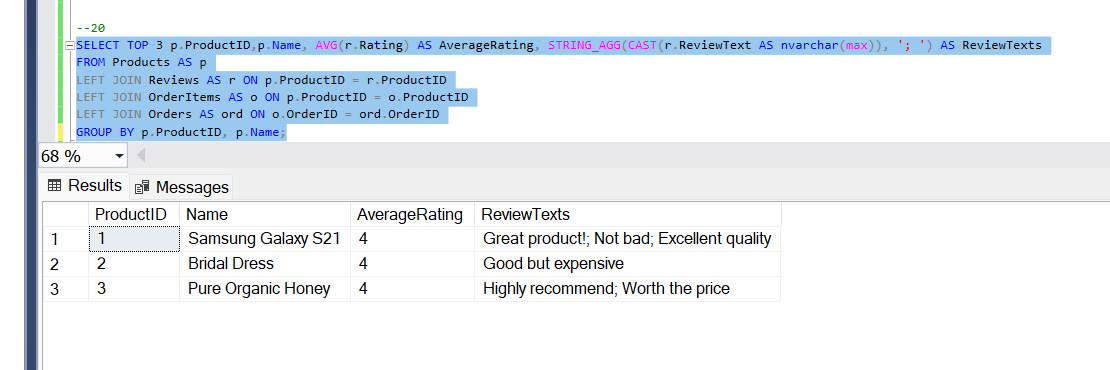 --20
SELECT TOP 3 p.ProductID,p.Name, AVG(r.Rating) AS AverageRating, STRING_AGG(CAST(r.ReviewText AS nvarchar(max)), '; ') AS ReviewTexts
FROM Products AS p
LEFT JOIN Reviews AS r ON p.ProductID = r.ProductID
LEFT JOIN OrderItems AS o ON p.ProductID = o.ProductID
LEFT JOIN Orders AS ord ON o.OrderID = ord.OrderID
GROUP BY p.ProductID, p.Name;
68 %
Results Messages
ProductID Name AverageRating ReviewTexts
1 1 Samsung Galaxy S21 4 Great product!; Not bad; Excellent quality
2 2 Bridal Dress 4 Good but expensive
3 3 Pure Organic Honey 4 Highly recommend; Worth the price